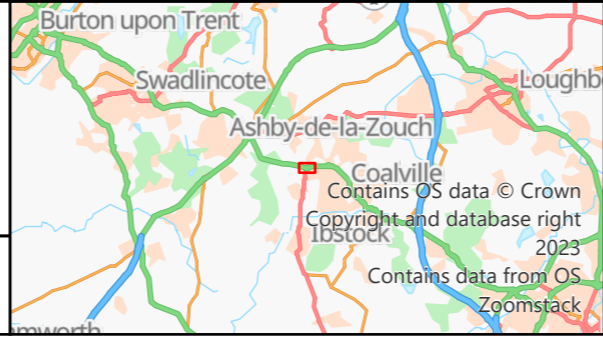 Burton upon Trent
Swadlincote
Loughb
Ashby-de-la-Zouch
Coalville
Contains OS data © Crown
Copyright and database right
Ibstock
2023
Contains data from OS
Zoomstack
mworth